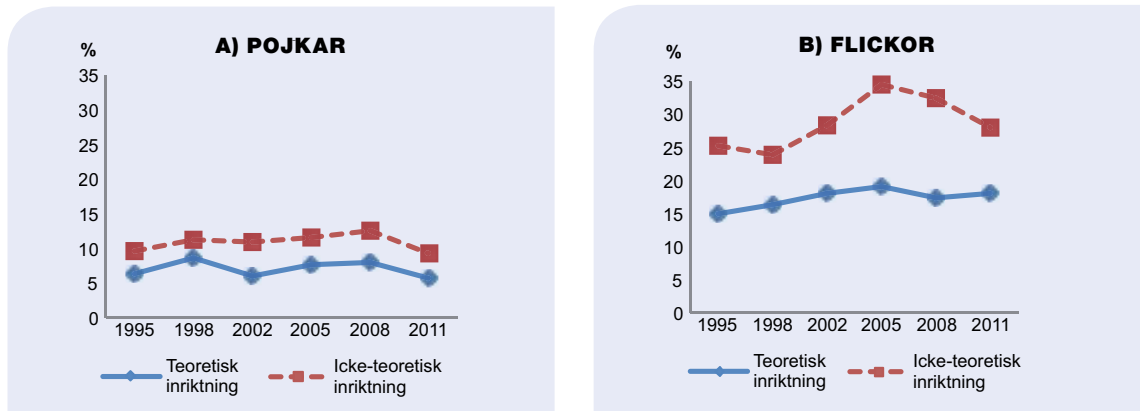 A) POJKAR
%
35
30
25
20
15
10
5
0
1995 1998 2002 2005 2008 2011
Teoretisk
inriktning
Icke-teoretisk
inriktning
B) FLICKOR
%
35
30
25
20
15
10
5
0
1995 1998 2002 2005 2008 2011
Teoretisk
inriktning
Icke-teoretisk
inriktning